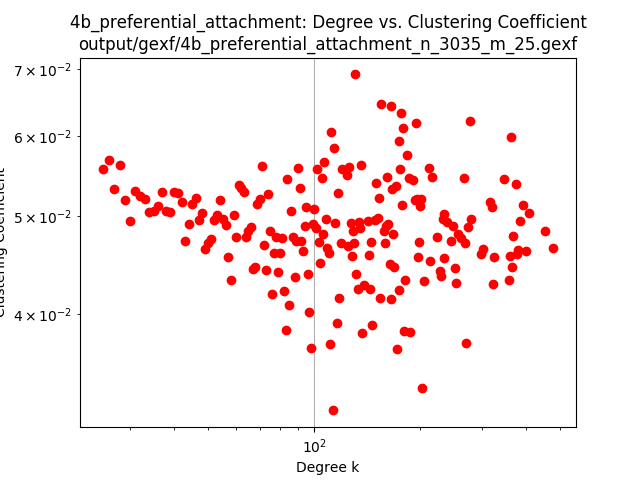 4b_preferential_attachment: Degree vs. Clustering Coefficient
output/gexf/4b_preferential_attachment_n_3035_m_25.gexf
7 × 10⁻²
6 × 10⁻²
5 × 10⁻²
4 × 10⁻²
Clustering Coefficient
10²
Degree k